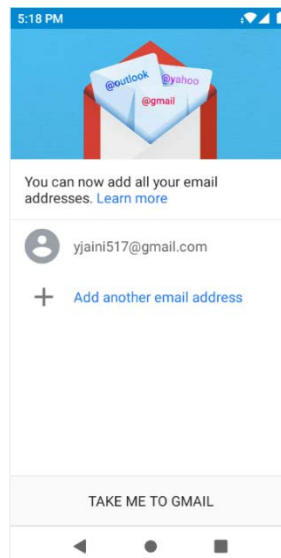 5:18 PM
@outlook @yahoo
@gmail
You can now add all your email
addresses. Learn more
yjaini517@gmail.com
Add another email address
TAKE ME TO GMAIL